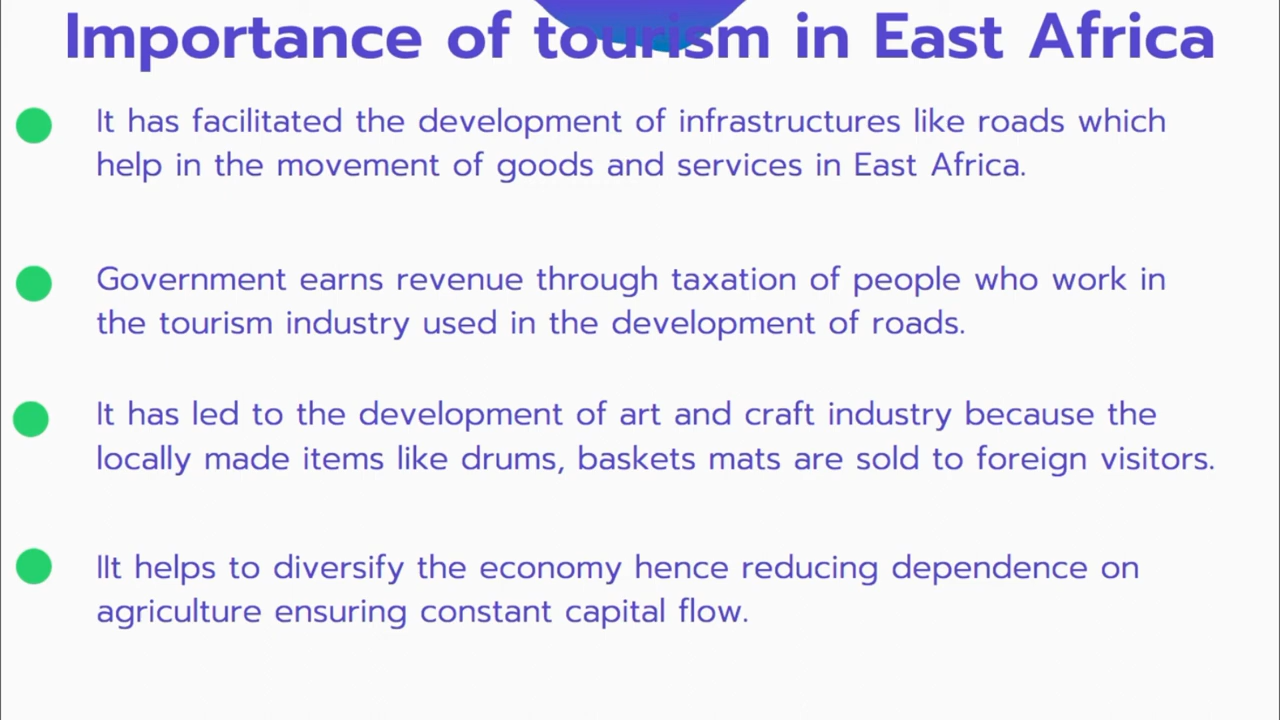 Importance of tourism in East Africa
It has facilitated the development of infrastructures like roads which
help in the movement of goods and services in East Africa.
Government earns revenue through taxation of people who work in
the tourism industry used in the development of roads.
It has led to the development of art and craft industry because the
locally made items like drums, baskets mats are sold to foreign visitors.
IIt helps to diversify the economy hence reducing dependence on
agriculture ensuring constant capital flow.